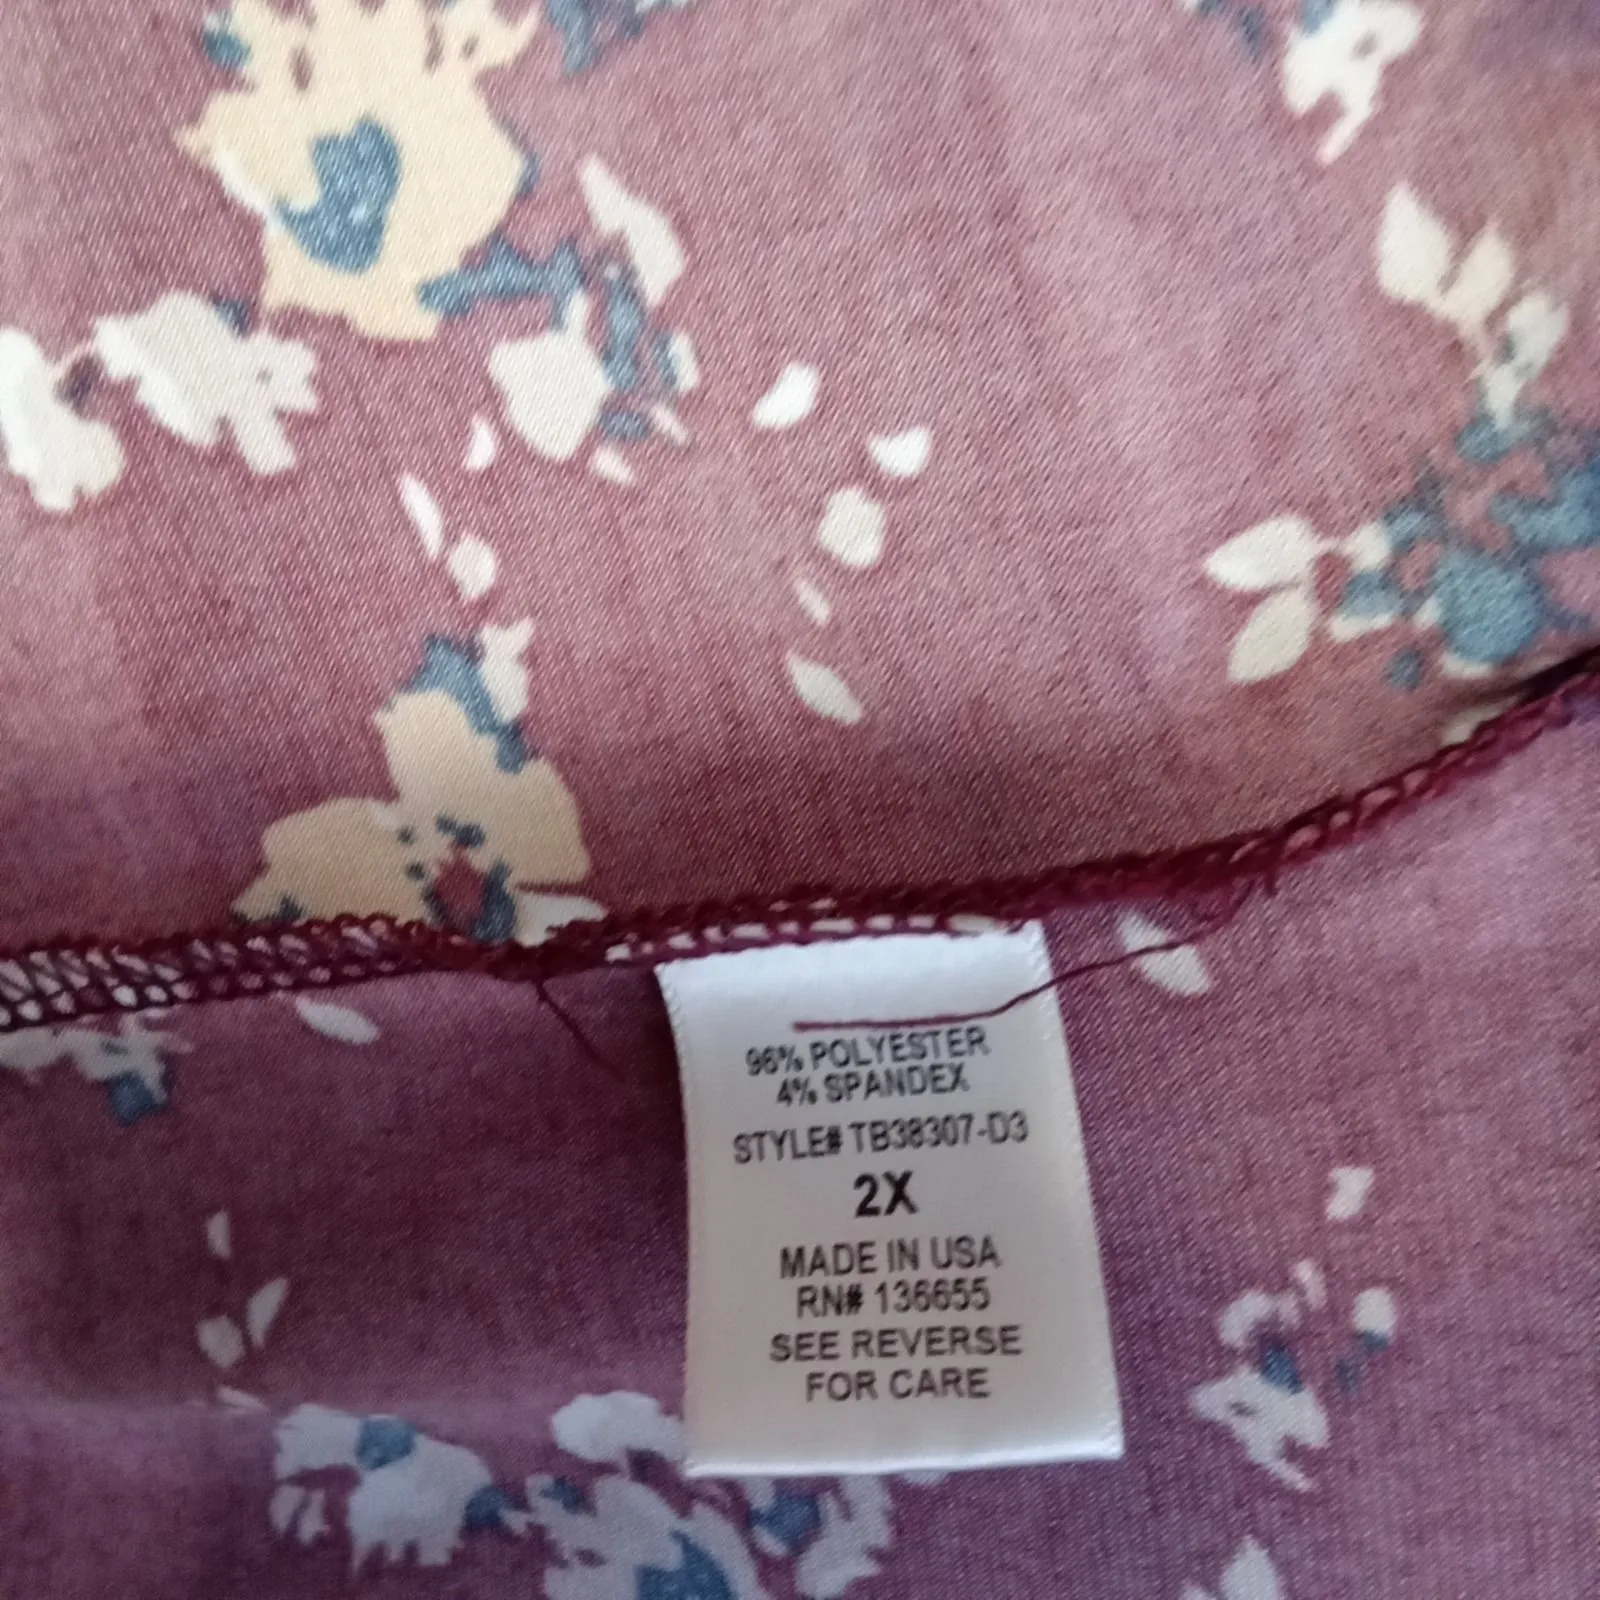 96% POLYESTER
4% SPANDEX
STYLE# TB38307-D3
2X
MADE IN USA
RN# 136655
SEE REVERSE
FOR CARE